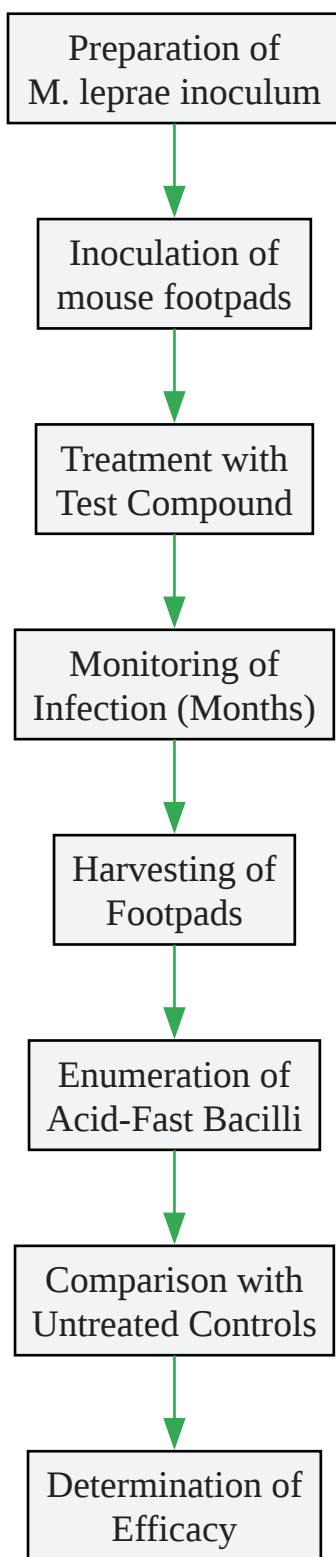 Preparation of
M. leprae inoculum
Inoculation of
mouse footpads
Treatment with
Test Compound
Monitoring of
Infection (Months)
Harvesting of
Footpads
Enumeration of
Acid-Fast Bacilli
Comparison with
Untreated Controls
Determination of
Efficacy